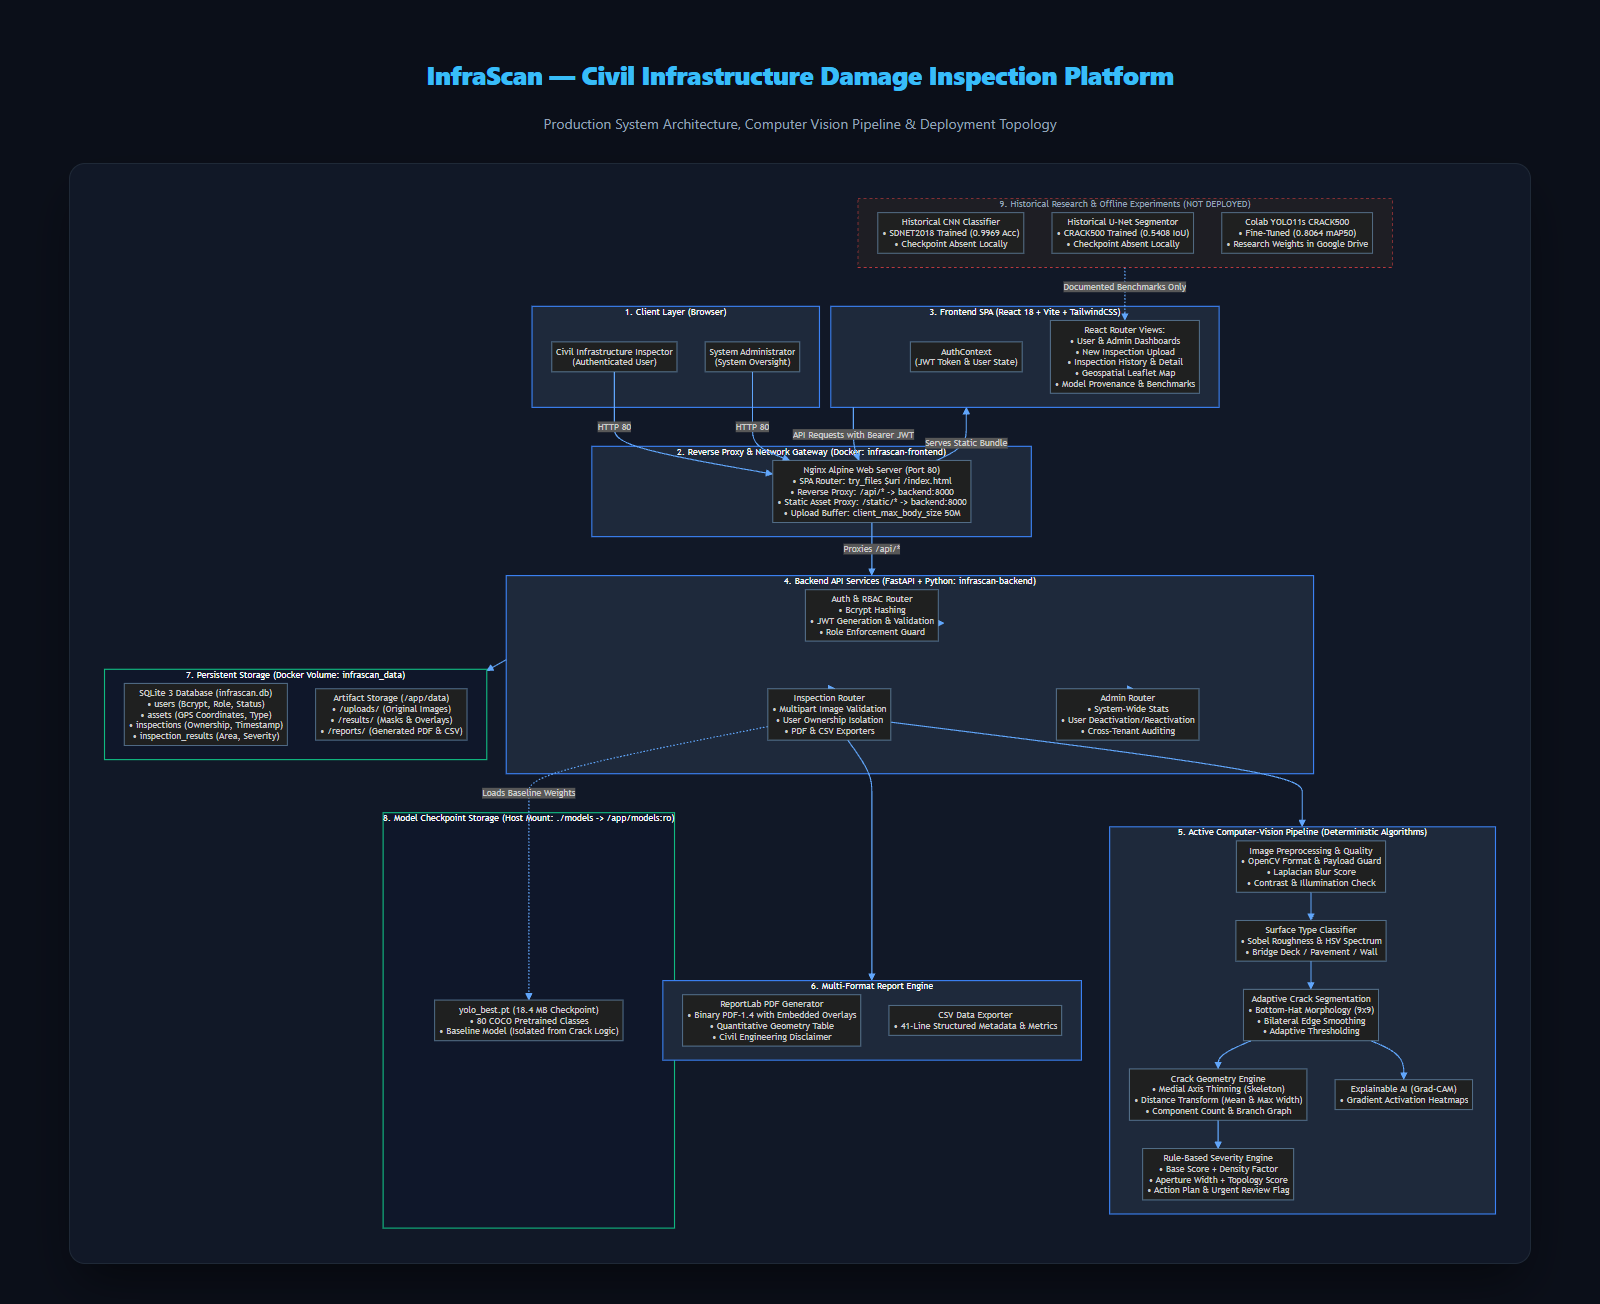 InfraScan — Civil Infrastructure Damage Inspection Platform
Production System Architecture, Computer Vision Pipeline & Deployment Topology
9. Historical Research & Offline Experiments (NOT DEPLOYED)
Historical CNN Classifier
• SDNET2018 Trained (0.9969 Acc)
• Checkpoint Absent Locally
Historical U-Net Segmentor
• CRACK500 Trained (0.5408 IoU)
• Checkpoint Absent Locally
Colab YOLO11s CRACK500
• Fine-Tuned (0.8064 mAP50)
• Research Weights in Google Drive
Documented Benchmarks Only
1. Client Layer (Browser)
Civil Infrastructure Inspector
(Authenticated User)
System Administrator
(System Oversight)
3. Frontend SPA (React 18 + Vite + TailwindCSS)
AuthContext
(JWT Token & User State)
React Router Views:
• User & Admin Dashboards
• New Inspection Upload
• Inspection History & Detail
• Geospatial Leaflet Map
• Model Provenance & Benchmarks
HTTP 80
HTTP 80
API Requests with Bearer JWT
Serves Static Bundle
2. Reverse Proxy & Network Gateway (Docker: infrascan-frontend)
Nginx Alpine Web Server (Port 80)
• SPA Router: try_files $uri /index.html
• Reverse Proxy: /api/* -> backend:8000
• Static Asset Proxy: /static/* -> backend:8000
• Upload Buffer: client_max_body_size 50M
Proxies /api/*
4. Backend API Services (FastAPI + Python: infrascan-backend)
Auth & RBAC Router
• Bcrypt Hashing
• JWT Generation & Validation
• Role Enforcement Guard
Inspection Router
• Multipart Image Validation
• User Ownership Isolation
• PDF & CSV Exporters
Admin Router
• System-Wide Stats
• User Deactivation/Reactivation
• Cross-Tenant Auditing
7. Persistent Storage (Docker Volume: infrascan_data)
SQLite 3 Database (infrascan.db)
• users (Bcrypt, Role, Status)
• assets (GPS Coordinates, Type)
• inspections (Ownership, Timestamp)
• inspection_results (Area, Severity)
Artifact Storage (/app/data)
• /uploads/ (Original Images)
• /results/ (Masks & Overlays)
• /reports/ (Generated PDF & CSV)
Loads Baseline Weights
8. Model Checkpoint Storage (Host Mount: ./models -> /app/models:ro)
yolo_best.pt (18.4 MB Checkpoint)
• 80 COCO Pretrained Classes
• Baseline Model (Isolated from Crack Logic)
6. Multi-Format Report Engine
ReportLab PDF Generator
• Binary PDF-1.4 with Embedded Overlays
• Quantitative Geometry Table
• Civil Engineering Disclaimer
CSV Data Exporter
• 41-Line Structured Metadata & Metrics
5. Active Computer-Vision Pipeline (Deterministic Algorithms)
Image Preprocessing & Quality
• OpenCV Format & Payload Guard
• Laplacian Blur Score
• Contrast & Illumination Check
Surface Type Classifier
• Sobel Roughness & HSV Spectrum
• Bridge Deck / Pavement / Wall
Adaptive Crack Segmentation
• Bottom-Hat Morphology (9x9)
• Bilateral Edge Smoothing
• Adaptive Thresholding
Crack Geometry Engine
• Medial Axis Thinning (Skeleton)
• Distance Transform (Mean & Max Width)
• Component Count & Branch Graph
Explainable AI (Grad-CAM)
• Gradient Activation Heatmaps
Rule-Based Severity Engine
• Base Score + Density Factor
• Aperture Width + Topology Score
• Action Plan & Urgent Review Flag